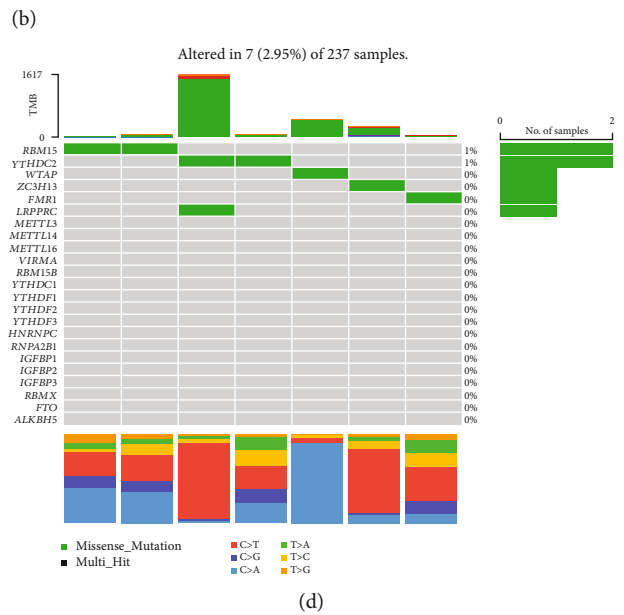 (b)
Altered in 7 (2.95%) of 237 samples.
1617
TMB
0
0 2
No. of samples
RBM15 1%
YTHDC2 1%
WTAP 0%
ZC3H13 0%
FMR1 0%
LRPPRC 0%
METTL3 0%
METTL14 0%
METTL16 0%
VIRMA 0%
RBM15B 0%
YTHDC1 0%
YTHDF1 0%
YTHDF2 0%
YTHDF3 0%
HNRNPC 0%
RNPA2B1 0%
IGFBP1 0%
IGFBP2 0%
IGFBP3 0%
RBMX 0%
FTO 0%
ALKBH5 0%
Missense_Mutation C>T T>A
Multi_Hit C>G T>C
C>A T>G
(d)